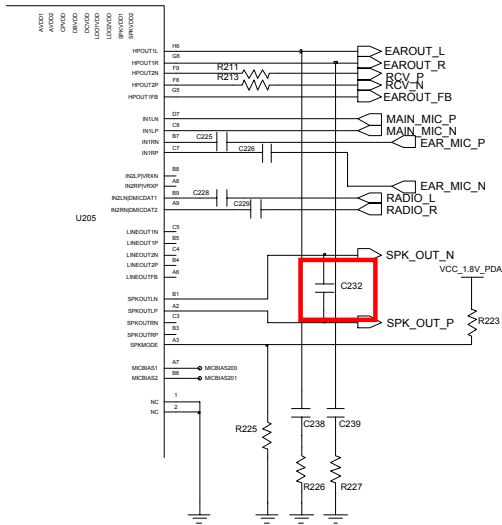 AVDD1 AVDD2 CPVDD DBVDD DCVDD LDO1VDD LDO2VDD SPKVDD1 SPKVDD2
HPOUT1L H6 EAROUT_L
HPOUT1R G6 EAROUT_R
HPOUT2N F9 R211 RCV_P
HPOUT2P F8 R213 RCV_N
HPOUT1FB G5 EAROUT_FB
IN1LN D7 MAIN_MIC_P
IN1LP C8 MAIN_MIC_N
IN1RN B7 C225 EAR_MIC_P
IN1RP C7 C226 EAR_MIC_N
IN2LP|VRXN B8
IN2RP|VRXP A8
IN2LN|DMICDAT1 B9 C228 RADIO_L
IN2RN|DMICDAT2 A9 C229 RADIO_R
U205
LINEOUT1N C5
LINEOUT1P B5
LINEOUT2N C4
LINEOUT2P B4
LINEOUTFB A6
SPK_OUT_N
C232
VCC_1.8V_PDA
SPKOUTLN B1
SPKOUTLP A2 SPK_OUT_P
SPKOUTRN C3
SPKOUTRP B3
SPKMODE A3
R223
MICBIAS1 A7 MICBIAS200
MICBIAS2 B6 MICBIAS201
NC 1
NC 2
R225 C238 C239
R226 R227